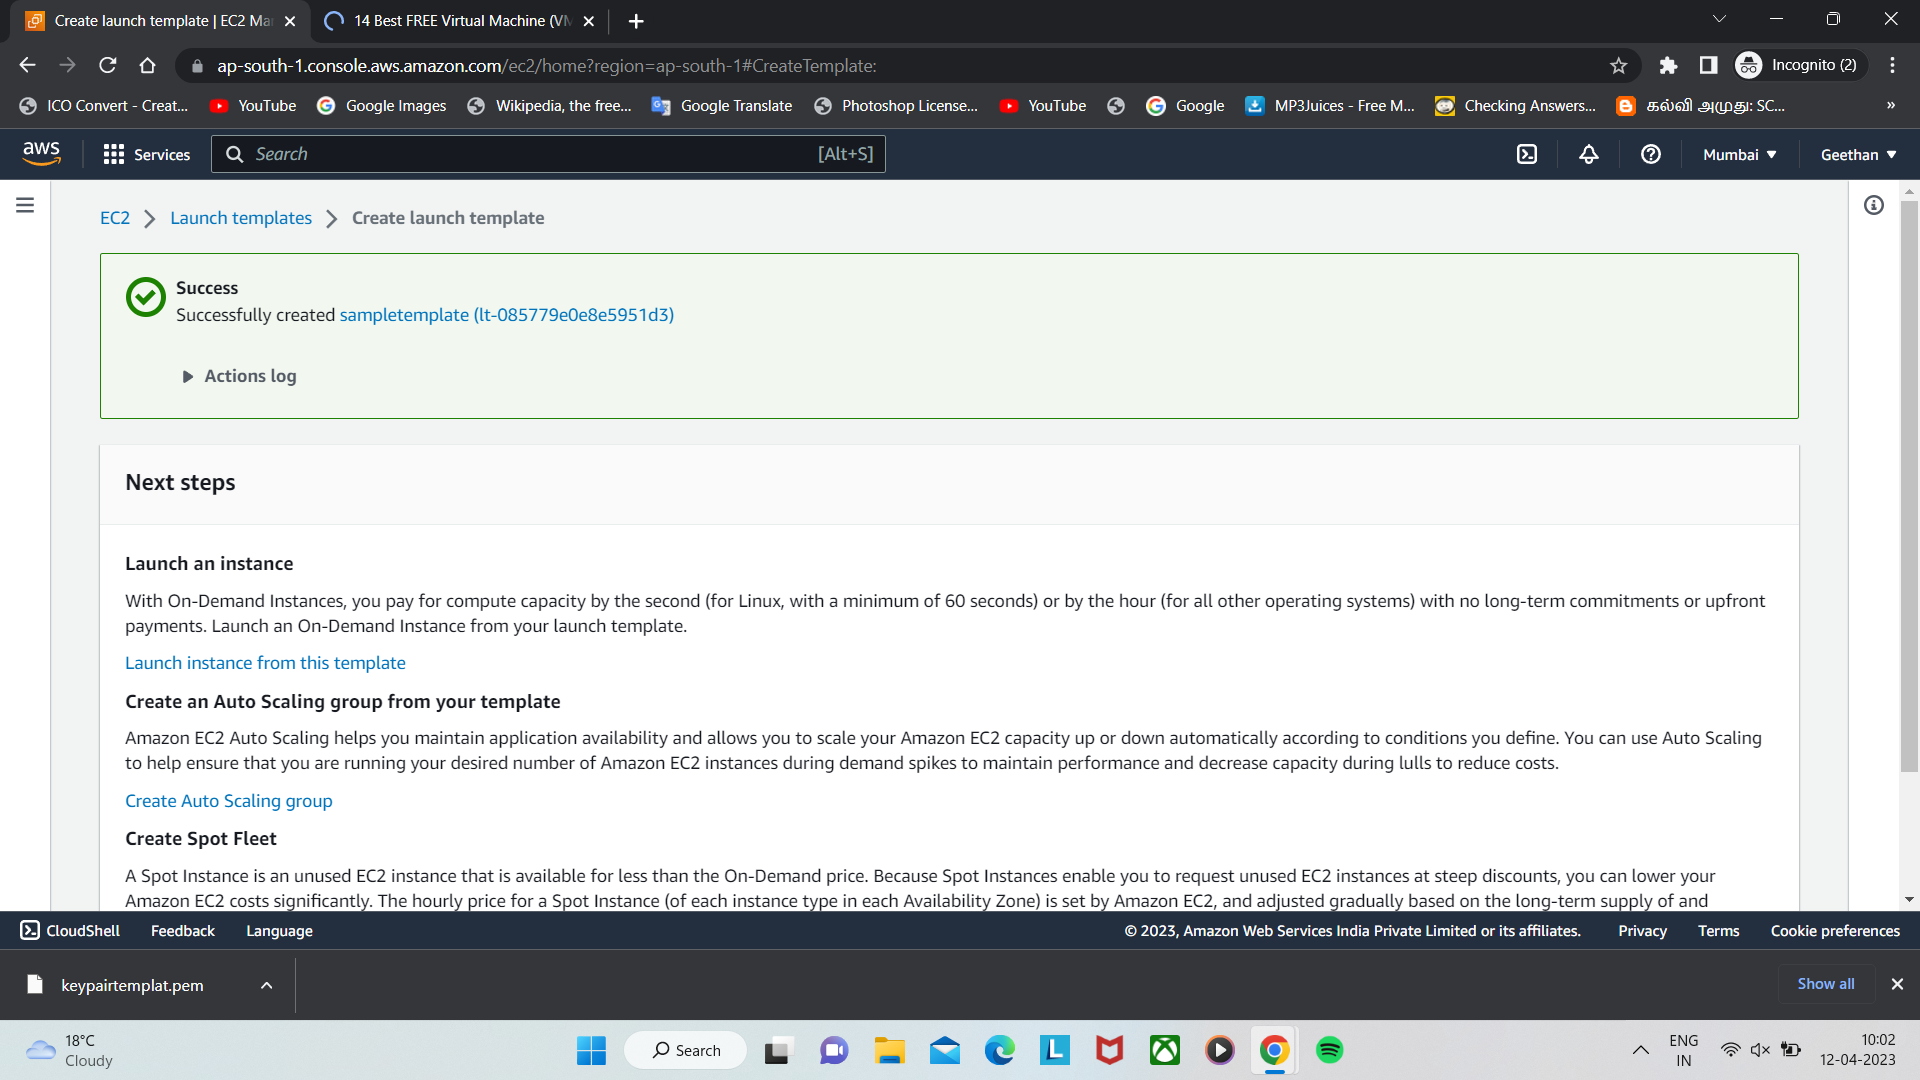 Create launch template | EC2 Ma
14 Best FREE Virtual Machine (VM
ap-south-1.console.aws.amazon.com/ec2/home?region=ap-south-1#CreateTemplate:
Incognito (2)
ICO Convert - Creat...
YouTube
Google Images
Wikipedia, the free...
Google Translate
Photoshop License...
YouTube
Google
MP3Juices - Free M...
Checking Answers...
கல்வி அமுது: SC...
»
aws
Services
Search
[Alt+S]
Mumbai
Geethan
EC2
Launch templates
Create launch template
Success
Successfully created sampletemplate (lt-085779e0e8e5951d3)
Actions log
Next steps
Launch an instance
With On-Demand Instances, you pay for compute capacity by the second (for Linux, with a minimum of 60 seconds) or by the hour (for all other operating systems) with no long-term commitments or upfront
payments. Launch an On-Demand Instance from your launch template.
Launch instance from this template
Create an Auto Scaling group from your template
Amazon EC2 Auto Scaling helps you maintain application availability and allows you to scale your Amazon EC2 capacity up or down automatically according to conditions you define. You can use Auto Scaling
to help ensure that you are running your desired number of Amazon EC2 instances during demand spikes to maintain performance and decrease capacity during lulls to reduce costs.
Create Auto Scaling group
Create Spot Fleet
A Spot Instance is an unused EC2 instance that is available for less than the On-Demand price. Because Spot Instances enable you to request unused EC2 instances at steep discounts, you can lower your
Amazon EC2 costs significantly. The hourly price for a Spot Instance (of each instance type in each Availability Zone) is set by Amazon EC2, and adjusted gradually based on the long-term supply of and
CloudShell
Feedback
Language
© 2023, Amazon Web Services India Private Limited or its affiliates.
Privacy
Terms
Cookie preferences
keypairtemplat.pem
Show all
18°C
Cloudy
Search
ENG
IN
10:02
12-04-2023